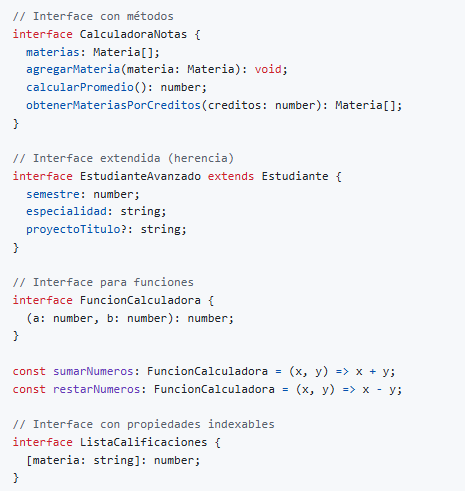 // Interface con métodos
interface CalculadoraNotas {
  materias: Materia[];
  agregarMateria(materia: Materia): void;
  calcularPromedio(): number;
  obtenerMateriasPorCreditos(creditos: number): Materia[];
}

// Interface extendida (herencia)
interface EstudianteAvanzado extends Estudiante {
  semestre: number;
  especialidad: string;
  proyectoTitulo?: string;
}

// Interface para funciones
interface FuncionCalculadora {
  (a: number, b: number): number;
}

const sumarNumeros: FuncionCalculadora = (x, y) => x + y;
const restarNumeros: FuncionCalculadora = (x, y) => x - y;

// Interface con propiedades indexables
interface ListaCalificaciones {
  [materia: string]: number;
}